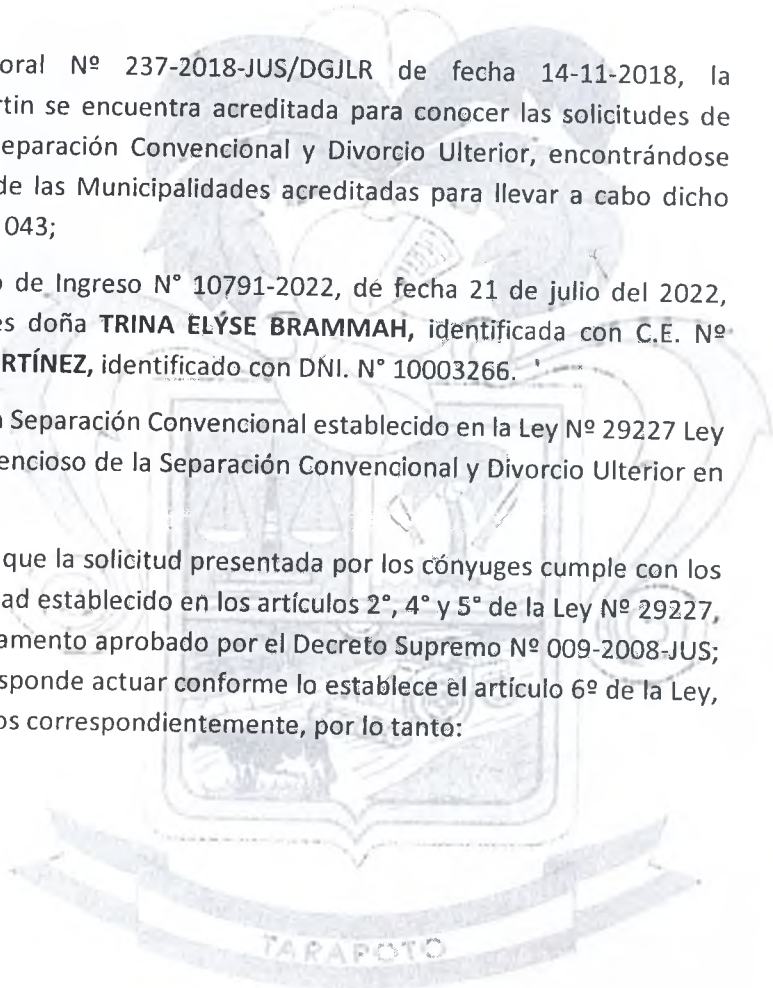 oral Nº 237-2018-JUS/DGJLR de fecha 14-11-2018, la
rtin se encuentra acreditada para conocer las solicitudes de
eparación Convencional y Divorcio Ulterior, encontrándose
de las Municipalidades acreditadas para llevar a cabo dicho
043;
o de Ingreso N° 10791-2022, de fecha 21 de julio del 2022,
es doña TRINA ELYSE BRAMMAH, identificada con C.E. Nº
RTÍNEZ, identificado con DNI. N° 10003266.
n Separación Convencional establecido en la Ley Nº 29227 Ley
encioso de la Separación Convencional y Divorcio Ulterior en
que la solicitud presentada por los cónyuges cumple con los
ad establecido en los artículos 2°, 4° y 5° de la Ley Nº 29227,
amento aprobado por el Decreto Supremo Nº 009-2008-JUS;
sponde actuar conforme lo establece el artículo 6º de la Ley,
os correspondientemente, por lo tanto:
TARAPOTO